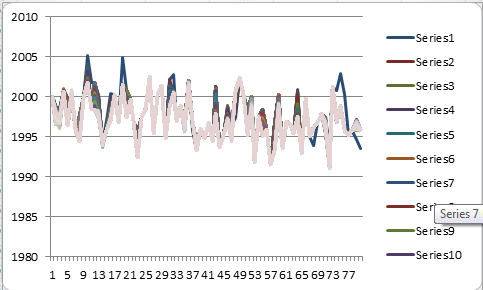 2010
2005
2000
1995
1990
1985
1980
1 5 9 13 17 21 25 29 33 37 41 45 49 53 57 61 65 69 73 77
Series1
Series2
Series3
Series4
Series5
Series6
Series7
Series 7
Series9
Series10